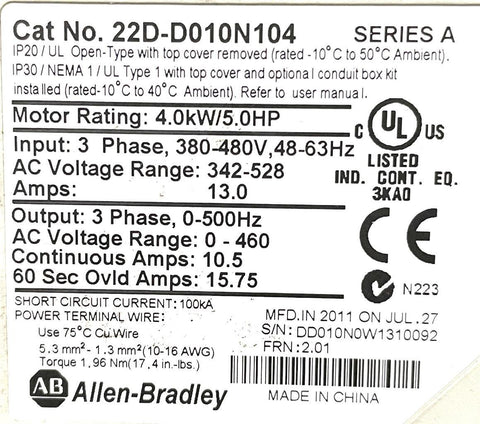 Cat No. 22D-D010N104 SERIES A
IP20 / UL Open-Type with top cover removed (rated -10°C to 50°C Ambient).
IP30 / NEMA 1 / UL Type 1 with top cover and optional conduit box kit
installed (rated-10°C to 40°C Ambient). Refer to user manual.
Motor Rating: 4.0kW/5.0HP
C UL US
LISTED
IND. CONT. EQ.
3KA0
Input: 3 Phase, 380-480V,48-63Hz
AC Voltage Range: 342-528
Amps: 13.0
Output: 3 Phase, 0-500Hz
AC Voltage Range: 0 - 460
Continuous Amps: 10.5
60 Sec Ovld Amps: 15.75
CE
N223
SHORT CIRCUIT CURRENT: 100kA
POWER TERMINAL WIRE:
Use 75°C Cu.Wire
5.3 mm² - 1.3 mm²(10-16 AWG)
Torque 1,96 Nm(17.4 in.-lbs.)
MFD.IN 2011 ON JUL.27
S/N: DD010N0W1310092
FRN: 2.01
AB Allen-Bradley
MADE IN CHINA